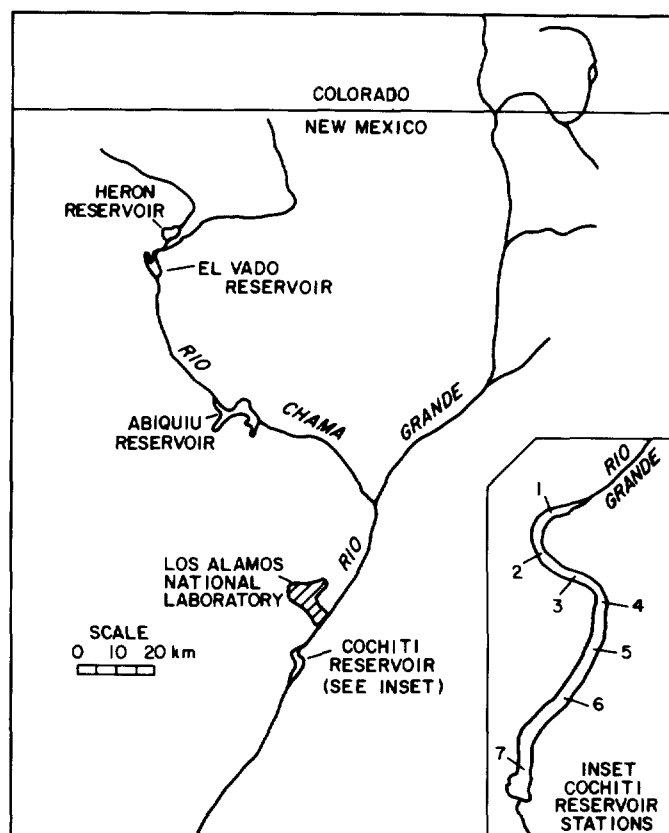 COLORADO
NEW MEXICO
HERON
RESERVOIR
EL VADO
RESERVOIR
RIO
CHAMA
GRANDE
ABIQUIU
RESERVOIR
RIO
LOS ALAMOS
NATIONAL
LABORATORY
SCALE
0 10 20 km
COCHITI
RESERVOIR
(SEE INSET)
RIO
GRANDE
1
2
3
4
5
6
7
INSET
COCHITI
RESERVOIR
STATIONS